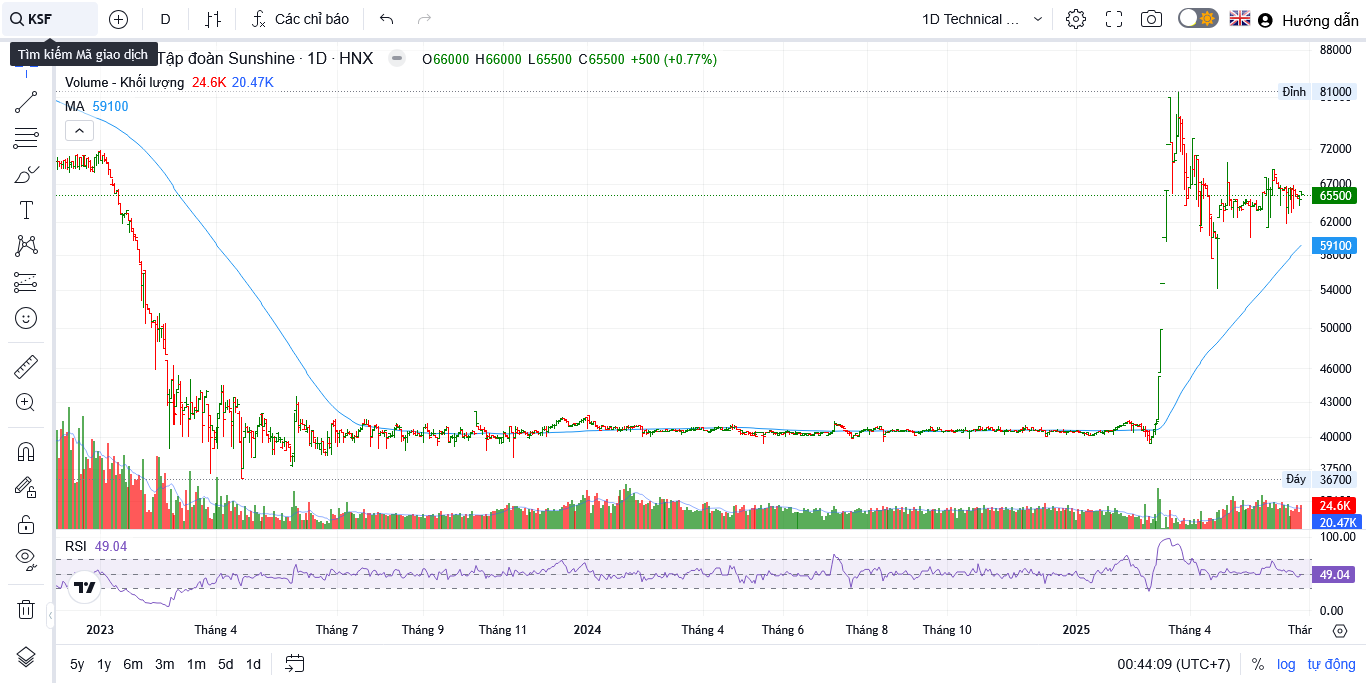 KSF D Các chỉ báo 1D Technical ... Hướng dẫn
Tìm kiếm Mã giao dịch
Tập đoàn Sunshine · 1D · HNX O66000 H66000 L65500 C65500 +500 (+0.77%)
Volume - Khối lượng 24.6K 20.47K
MA 59100
88000
Đỉnh 81000
72000
67000
65500
62000
59100
58000
54000
50000
46000
43000
40000
37500
Đáy 36700
24.6K
20.47K
RSI 49.04
100.00
49.04
0.00
2023 Tháng 4 Tháng 7 Tháng 9 Tháng 11 2024 Tháng 4 Tháng 6 Tháng 8 Tháng 10 2025 Tháng 4 Thár
5y 1y 6m 3m 1m 5d 1d 00:44:09 (UTC+7) % log tự động